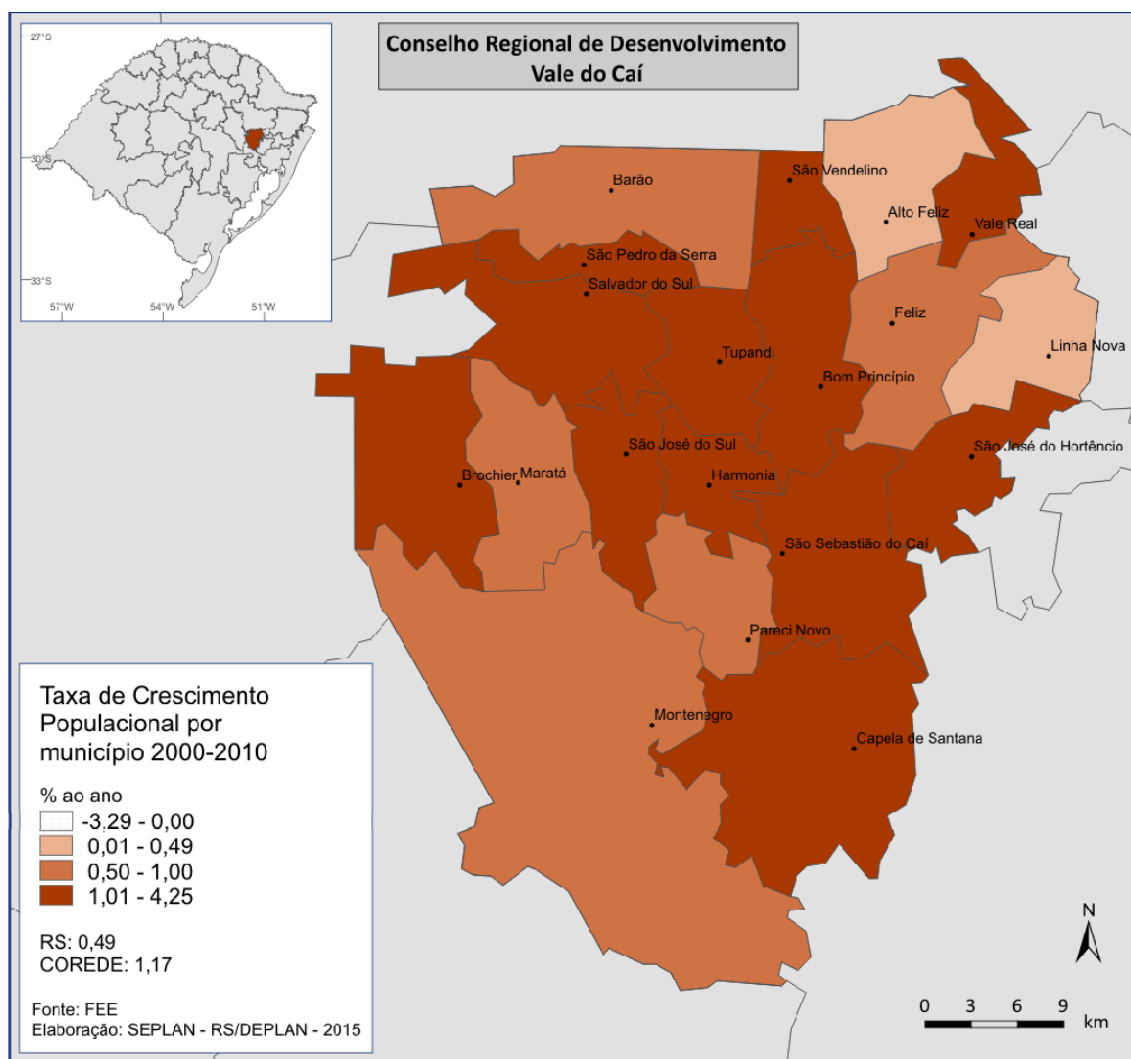 Conselho Regional de Desenvolvimento
Vale do Caí
27°S
30°S
33°S
57°W
54°W
51°W
São Vendelino
Barão
Alto Feliz
Vale Real
São Pedro da Serra
Salvador do Sul
Feliz
Linha Nova
Tupandi
Bom Princípio
São José do Sul
São José do Hortêncio
Brochier
Maratá
Harmonia
São Sebastião do Caí
Pareci Novo
Montenegro
Capela de Santana
Taxa de Crescimento
Populacional por
município 2000-2010
% ao ano
-3,29 - 0,00
0,01 - 0,49
0,50 - 1,00
1,01 - 4,25
RS: 0,49
COREDE: 1,17
Fonte: FEE
Elaboração: SEPLAN - RS/DEPLAN - 2015
N
0 3 6 9
km